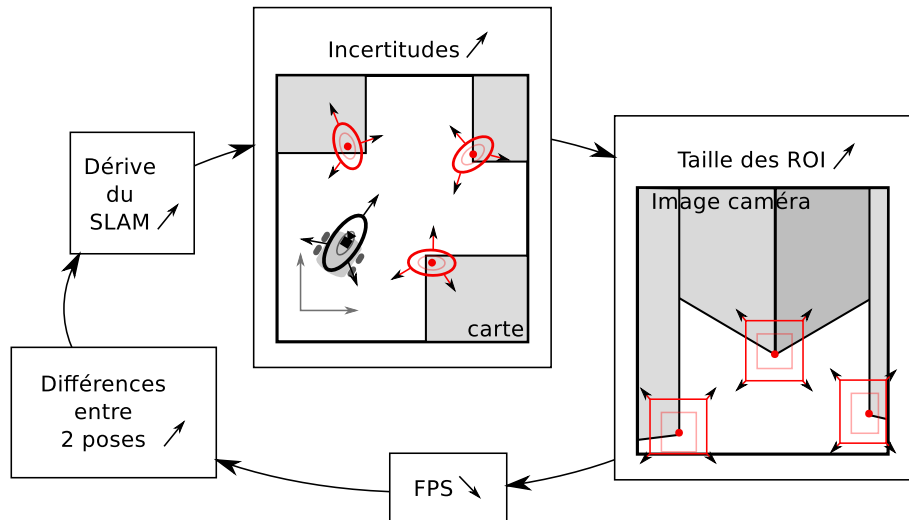 Incertitudes
carte
Taille des ROI
Image caméra
Dérive
du
SLAM
Différences
entre
2 poses
FPS